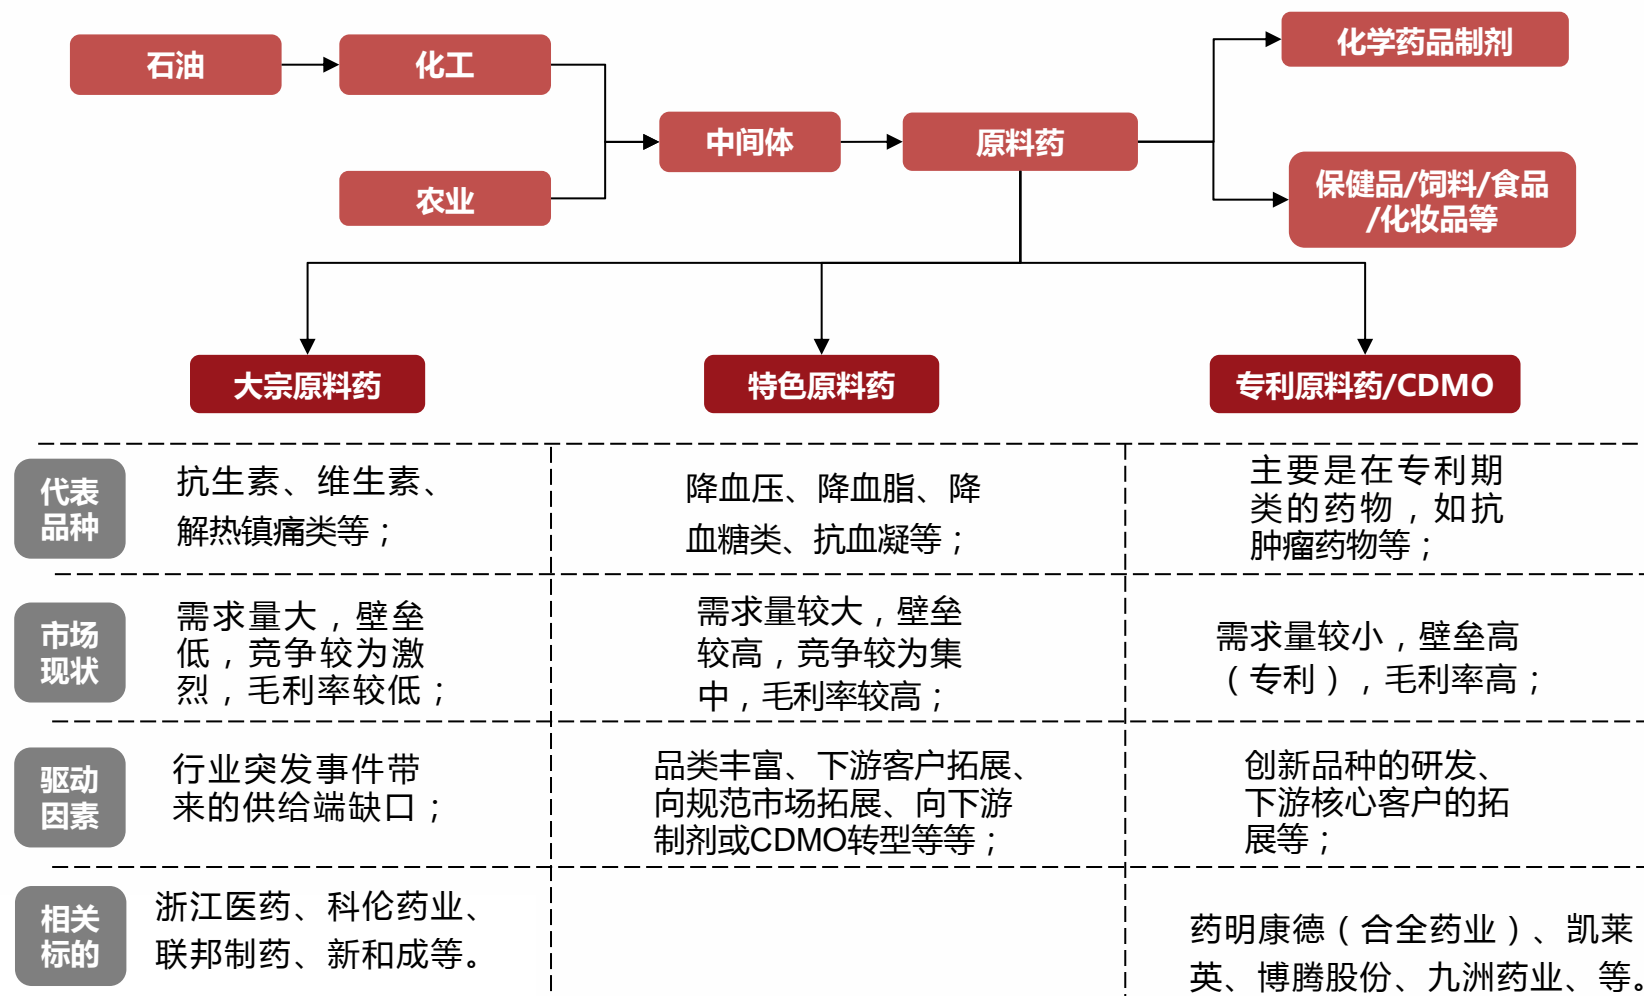 石油
化工
农业
中间体
原料药
化学药品制剂
保健品/饲料/食品
/化妆品等
大宗原料药
特色原料药
专利原料药/CDMO
代表
品种
抗生素、维生素、
解热镇痛类等；
降血压、降血脂、降
血糖类、抗血凝等；
主要是在专利期
类的药物，如抗
肿瘤药物等；
市场
现状
需求量大，壁垒
低，竞争较为激
烈，毛利率较低；
需求量较大，壁垒
较高，竞争较为集
中，毛利率较高；
需求量较小，壁垒高
（专利），毛利率高；
驱动
因素
行业突发事件带
来的供给端缺口；
品类丰富、下游客户拓展、
向规范市场拓展、向下游
制剂或CDMO转型等等；
创新品种的研发、
下游核心客户的拓
展等；
相关
标的
浙江医药、科伦药业、
联邦制药、新和成等。
药明康德（合全药业）、凯莱
英、博腾股份、九洲药业、等。